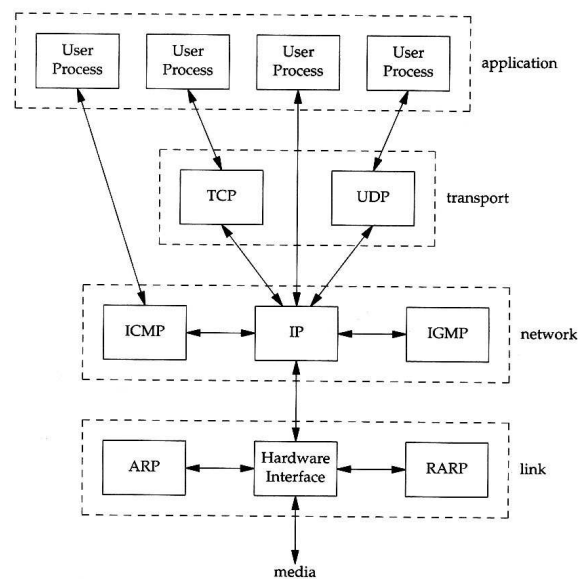 User
Process
User
Process
User
Process
User
Process
application
TCP
UDP
transport
ICMP
IP
IGMP
network
ARP
Hardware
Interface
RARP
link
media